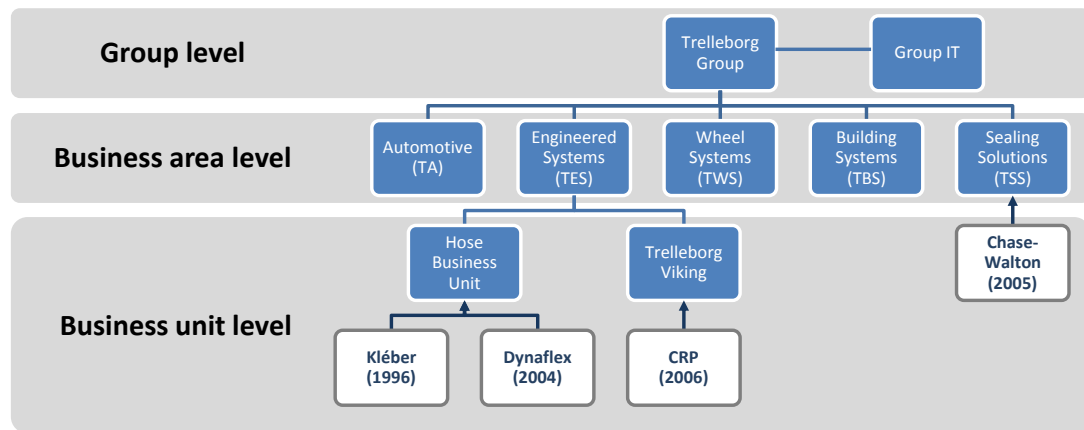 Group level
Trelleborg
Group
Group IT
Business area level
Automotive
(TA)
Engineered
Systems
(TES)
Wheel
Systems
(TWS)
Building
Systems
(TBS)
Sealing
Solutions
(TSS)
Business unit level
Hose
Business
Unit
Trelleborg
Viking
Chase-
Walton
(2005)
Kléber
(1996)
Dynaflex
(2004)
CRP
(2006)